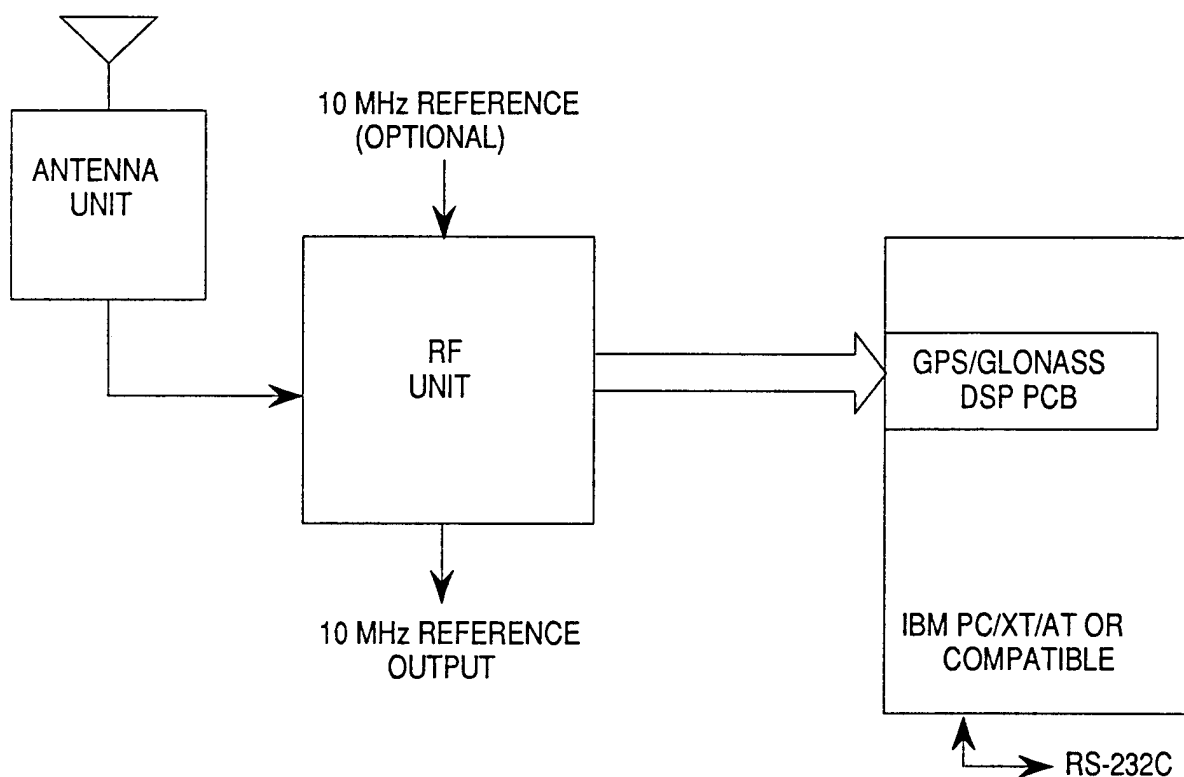 10 MHz REFERENCE
(OPTIONAL)
ANTENNA
UNIT
RF
UNIT
GPS/GLONASS
DSP PCB
10 MHz REFERENCE
OUTPUT
IBM PC/XT/AT OR
COMPATIBLE
RS-232C